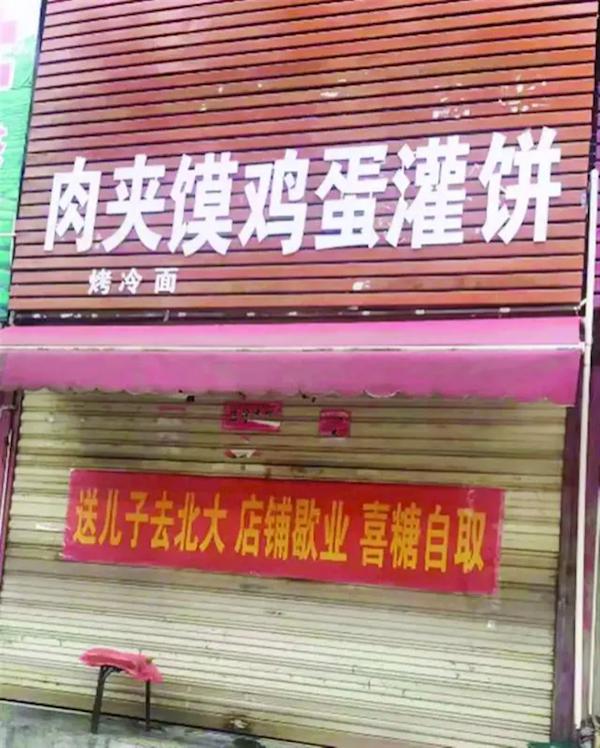 肉夹馍鸡蛋灌饼
烤冷面
送儿子去北大 店铺歇业 喜糖自取